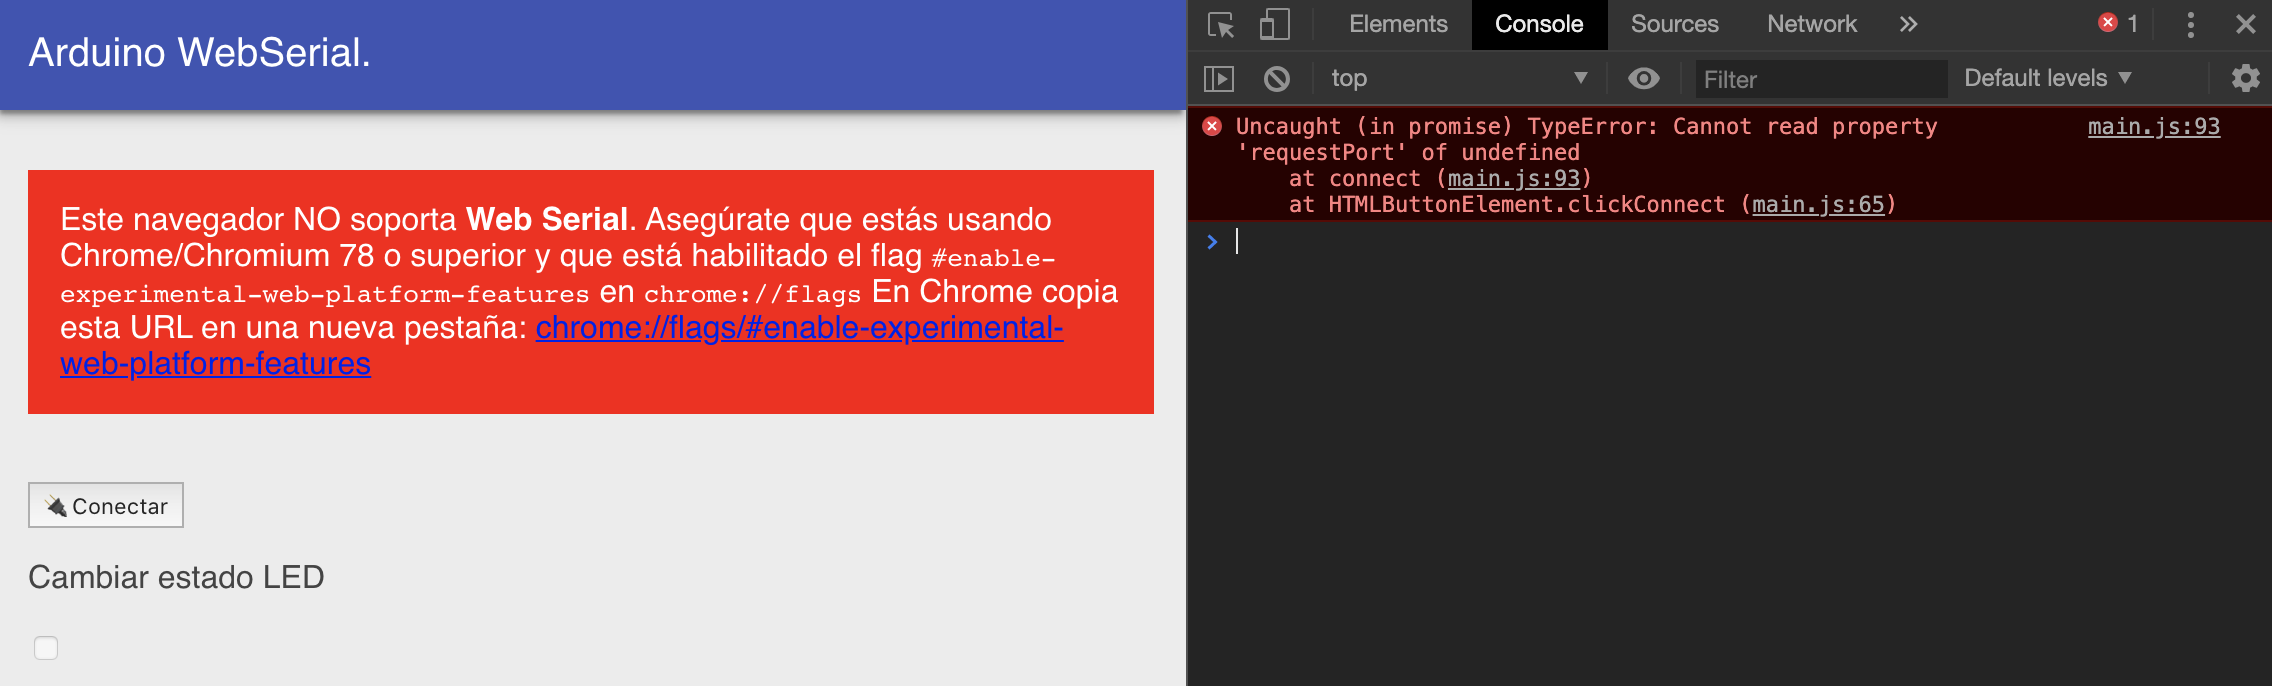 Arduino WebSerial.
Este navegador NO soporta Web Serial. Asegúrate que estás usando
Chrome/Chromium 78 o superior y que está habilitado el flag #enable-
experimental-web-platform-features en chrome://flags En Chrome copia
esta URL en una nueva pestaña: chrome://flags/#enable-experimental-
web-platform-features
Conectar
Cambiar estado LED
Elements Console Sources Network » 1
top Filter Default levels
Uncaught (in promise) TypeError: Cannot read property main.js:93
'requestPort' of undefined
at connect (main.js:93)
at HTMLButtonElement.clickConnect (main.js:65)